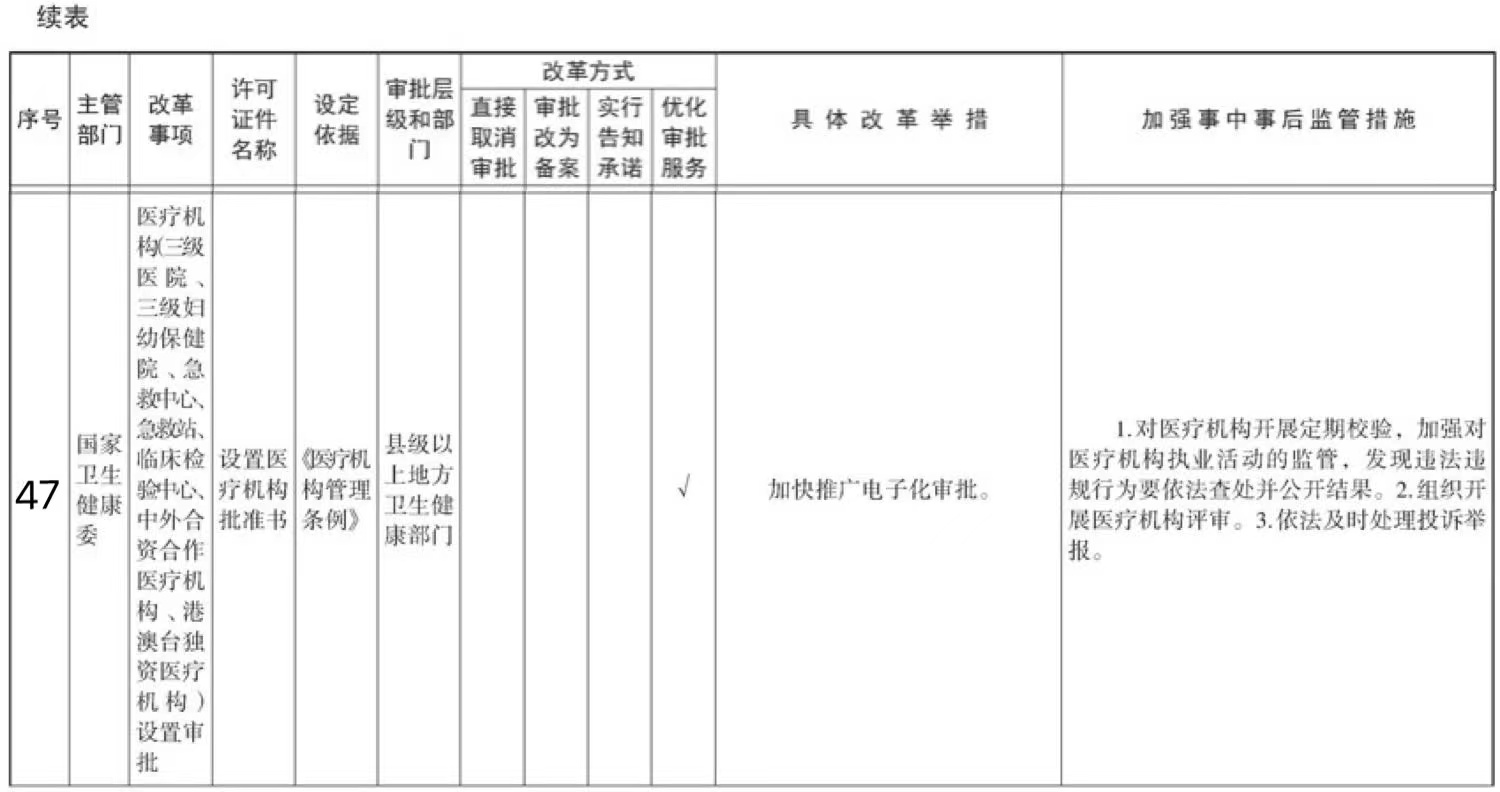 续表
序号
主管
部门
改革
事项
许可
证件
名称
设定
依据
审批层
级和部
门
改革方式
直接
取消
审批
审批
改为
备案
实行
告知
承诺
优化
审批
服务
具体改革举措
加强事中事后监管措施
47
国家
卫生
健康
委
医疗机
构(三级
医院、
三级妇
幼保健
院、急
救中心、
急救站、
临床检
验中心、
中外合
资合作
医疗机
构、港
澳台独
资医疗
机构)
设置审
批
设置医
疗机构
批准书
《医疗机
构管理
条例》
县级以
上地方
卫生健
康部门
√
加快推广电子化审批。
1.对医疗机构开展定期校验，加强对
医疗机构执业活动的监管，发现违法违
规行为要依法查处并公开结果。2.组织开
展医疗机构评审。3.依法及时处理投诉举
报。